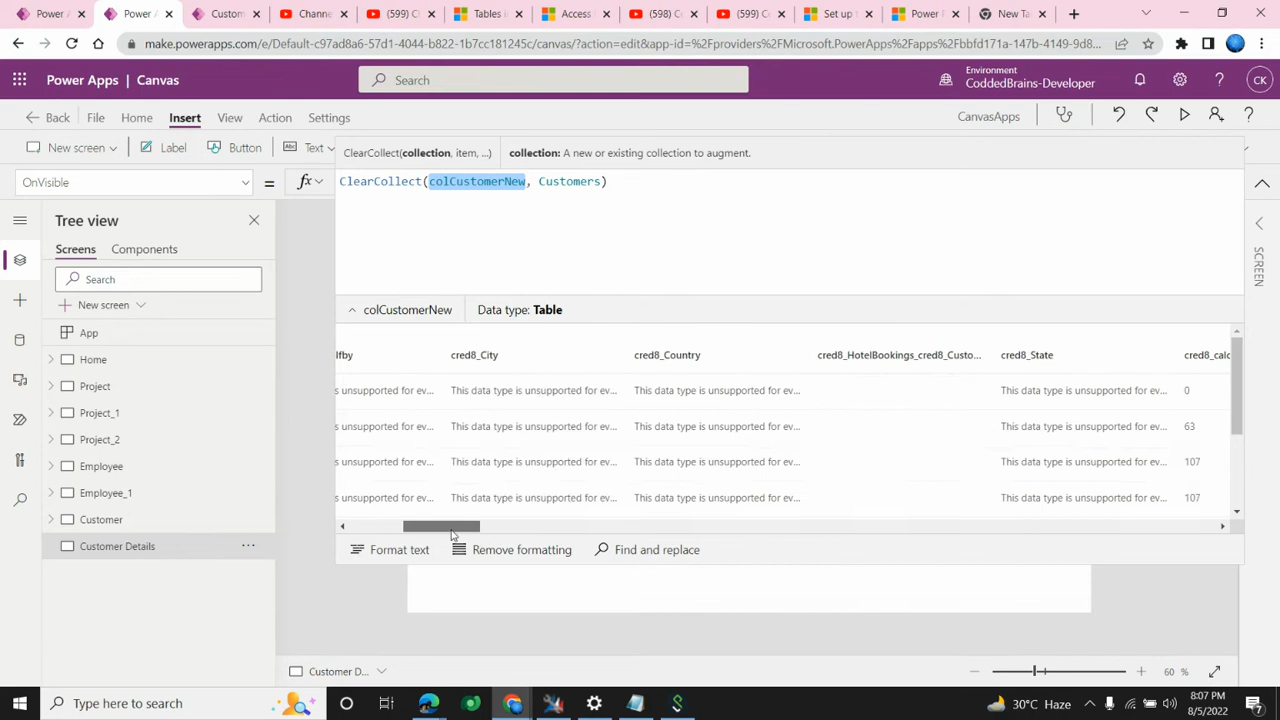 Power A
Power A
Custom
Channe
(599) C
Tables i
Access
(598) C
(599) C
Set up
Power
New Ta
make.powerapps.com/e/Default-c97ad8a6-57d1-4044-b822-1b7ec181245c/canvas/?action=edit&app-id=%2Fproviders%2FMicrosoft.PowerApps%2Fapps%2Fbbfd171a-147b-4149-9d8...
Power Apps | Canvas
Search
Environment
CoddedBrains-Developer
CK
Back
File
Home
Insert
View
Action
Settings
CanvasApps
New screen
Label
Button
Text
ClearCollect(collection, item, ...)
collection: A new or existing collection to augment.
OnVisible
=
fx
ClearCollect(colCustomerNew, Customers)
Tree view
Screens
Components
Search
New screen
App
Home
Project
Project_1
Project_2
Employee
Employee_1
Customer
Customer Details
SCREEN
colCustomerNew
Data type: Table
lfby
cred8_City
cred8_Country
cred8_HotelBookings_cred8_Custo...
cred8_State
cred8_calc
s unsupported for ev...
This data type is unsupported for ev...
This data type is unsupported for ev...
This data type is unsupported for ev...
0
s unsupported for ev...
This data type is unsupported for ev...
This data type is unsupported for ev...
This data type is unsupported for ev...
63
s unsupported for ev...
This data type is unsupported for ev...
This data type is unsupported for ev...
This data type is unsupported for ev...
107
s unsupported for ev...
This data type is unsupported for ev...
This data type is unsupported for ev...
This data type is unsupported for ev...
107
Format text
Remove formatting
Find and replace
Customer D...
60 %
Type here to search
30°C Haze
8:07 PM
8/5/2022
7